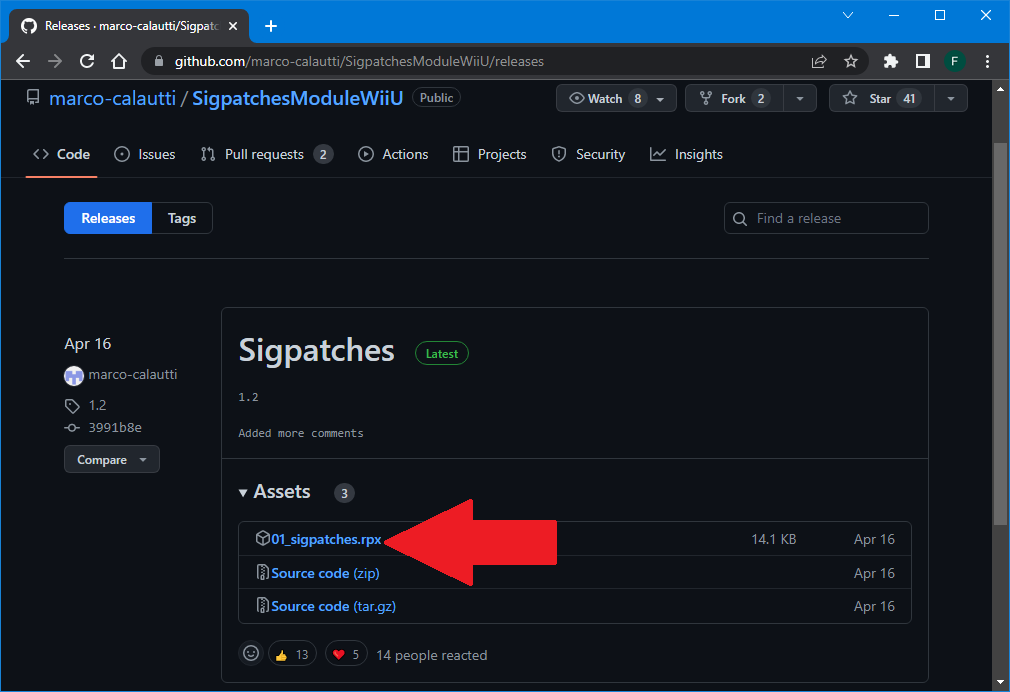 Releases · marco-calautti/Sigpatc
github.com/marco-calautti/SigpatchesModuleWiiU/releases
F
marco-calautti / SigpatchesModuleWiiU Public
Watch 8
Fork 2
Star 41
Code
Issues
Pull requests 2
Actions
Projects
Security
Insights
Releases
Tags
Find a release
Apr 16
marco-calautti
1.2
3991b8e
Compare
Sigpatches Latest
1.2
Added more comments
Assets 3
01_sigpatches.rpx 14.1 KB Apr 16
Source code (zip) Apr 16
Source code (tar.gz) Apr 16
13 5 14 people reacted